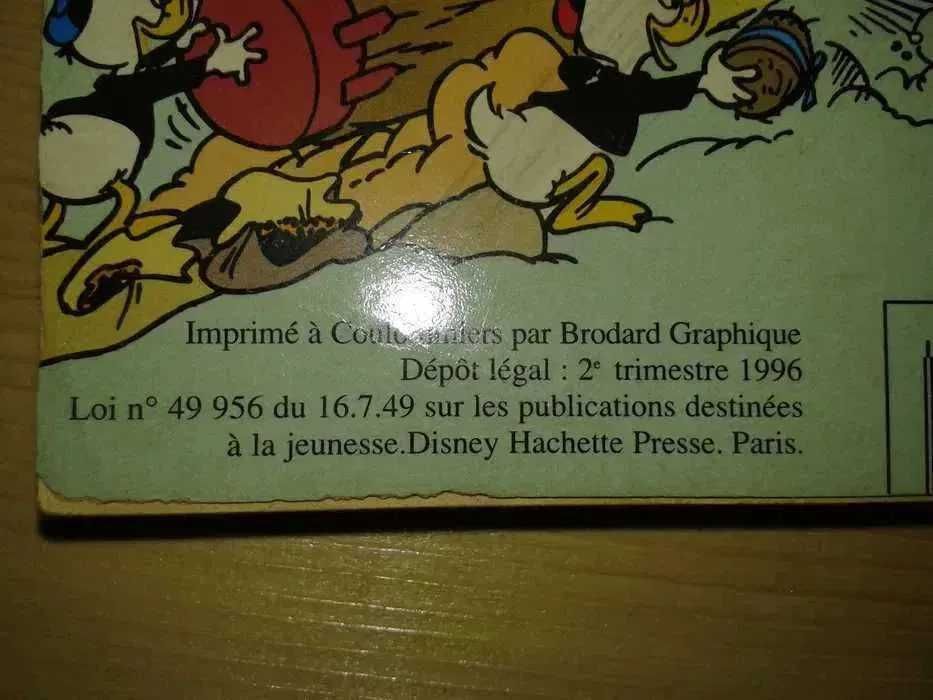 Imprimé à Coulommiers par Brodard Graphique
Dépôt légal : 2e trimestre 1996
Loi n° 49 956 du 16.7.49 sur les publications destinées
à la jeunesse.Disney Hachette Presse. Paris.